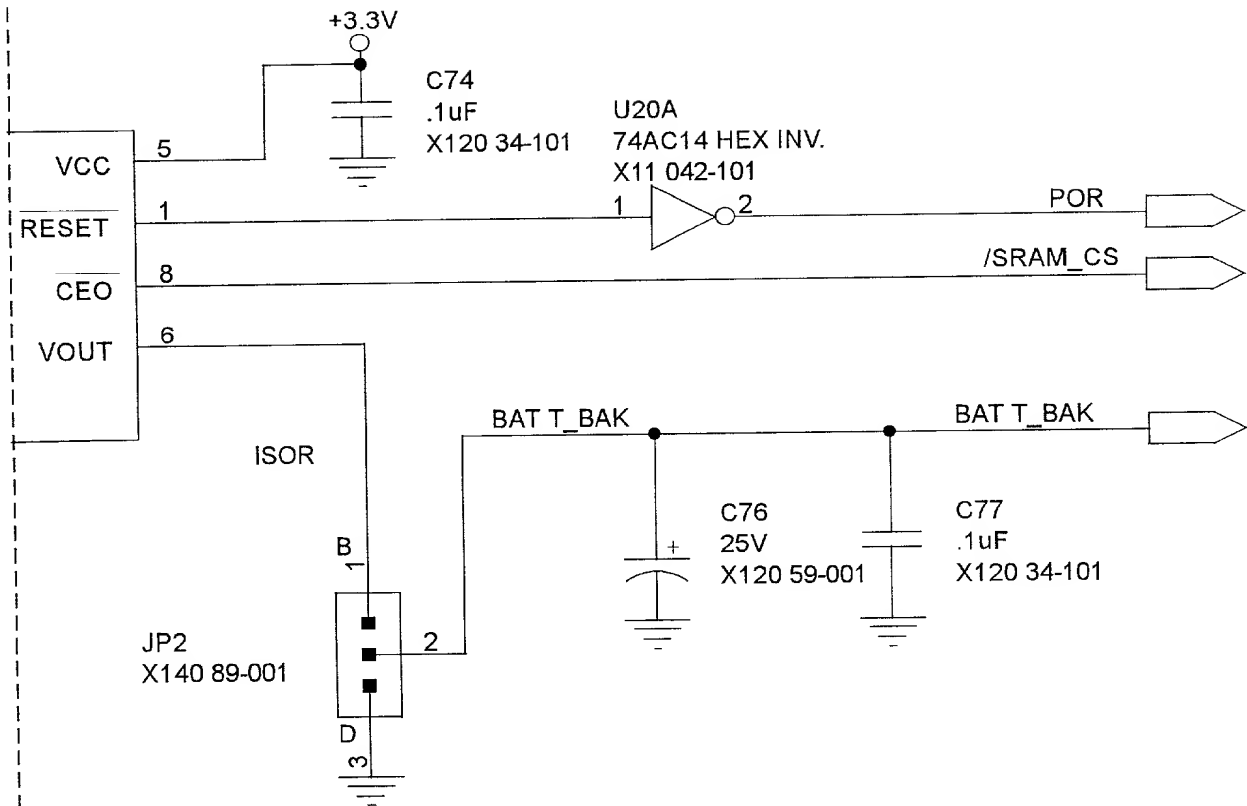 +3.3V
C74
.1uF
X120 34-101
U20A
74AC14 HEX INV.
X11 042-101
VCC
5
RESET
1
1
2
POR
CEO
8
/SRAM_CS
VOUT
6
BAT T_BAK
BAT T_BAK
ISOR
C76
25V
X120 59-001
+
C77
.1uF
X120 34-101
B
1
JP2
X140 89-001
2
D
3